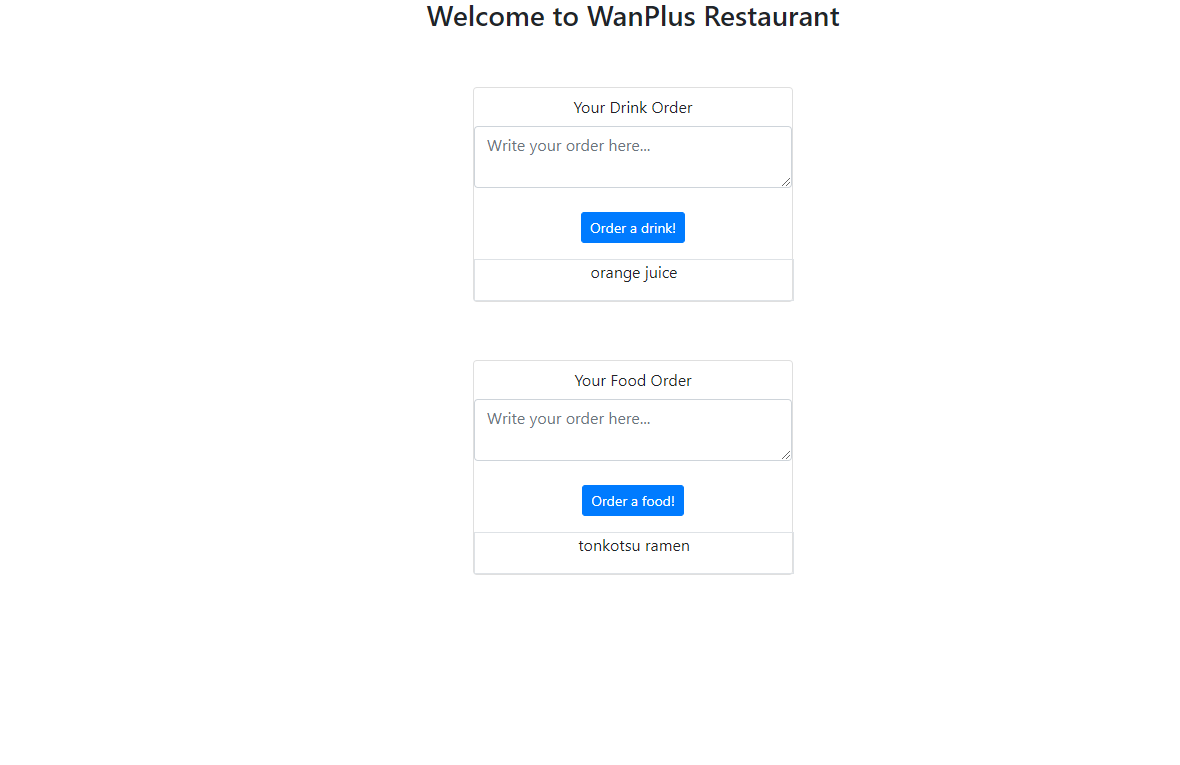 Welcome to WanPlus Restaurant
Your Drink Order
Write your order here...
Order a drink!
orange juice
Your Food Order
Write your order here...
Order a food!
tonkotsu ramen